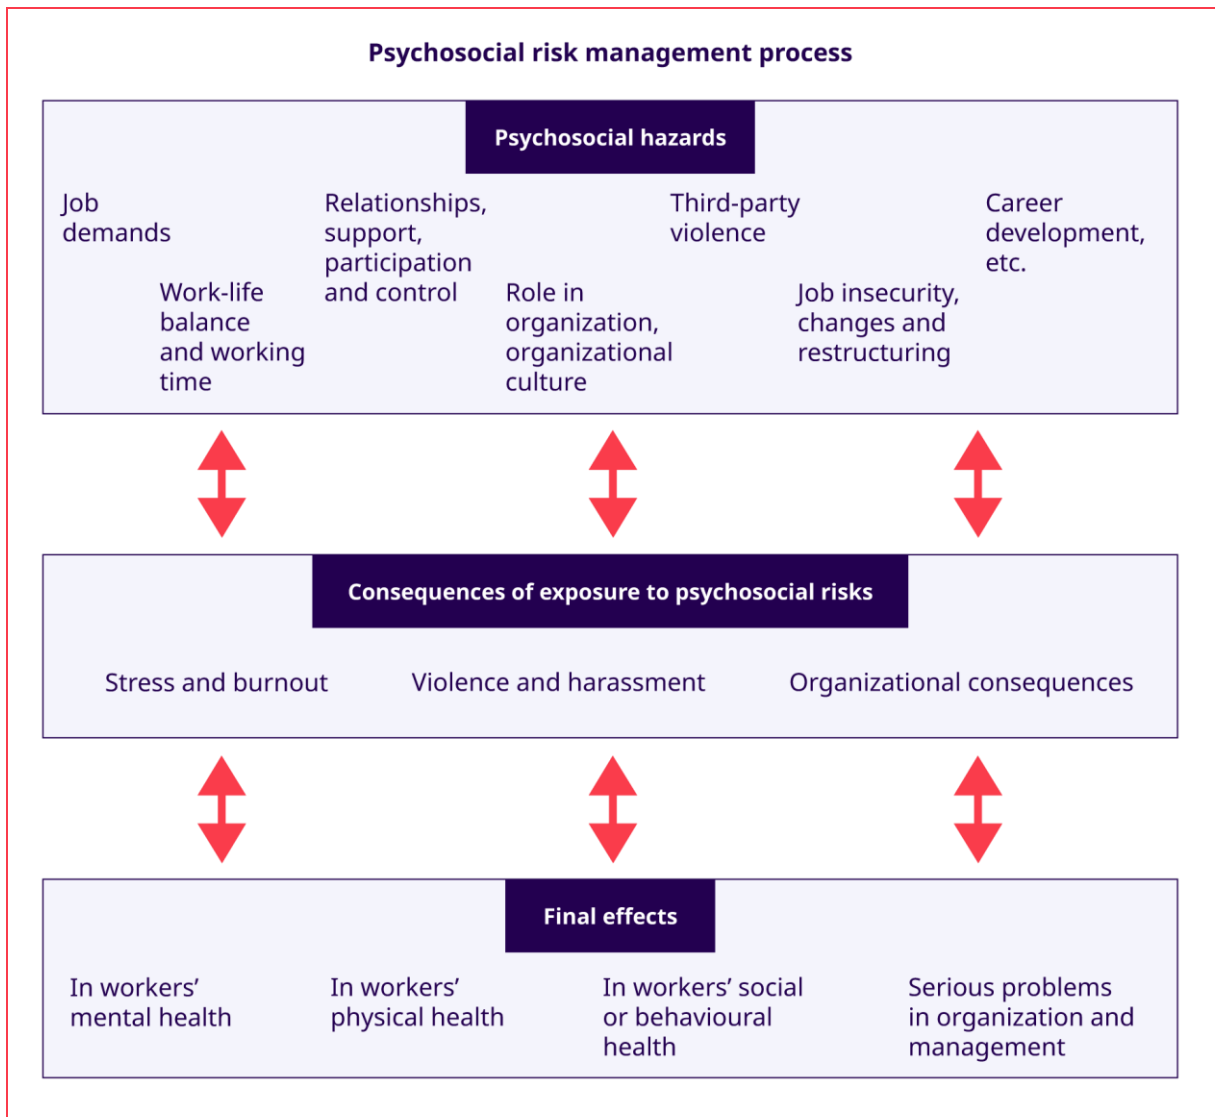 Psychosocial risk management process
Psychosocial hazards
Job
demands
Work-life
balance
and working
time
Relationships,
support,
participation
and control
Role in
organization,
organizational
culture
Third-party
violence
Job insecurity,
changes and
restructuring
Career
development,
etc.
Consequences of exposure to psychosocial risks
Stress and burnout
Violence and harassment
Organizational consequences
Final effects
In workers’
mental health
In workers’
physical health
In workers’ social
or behavioural
health
Serious problems
in organization and
management